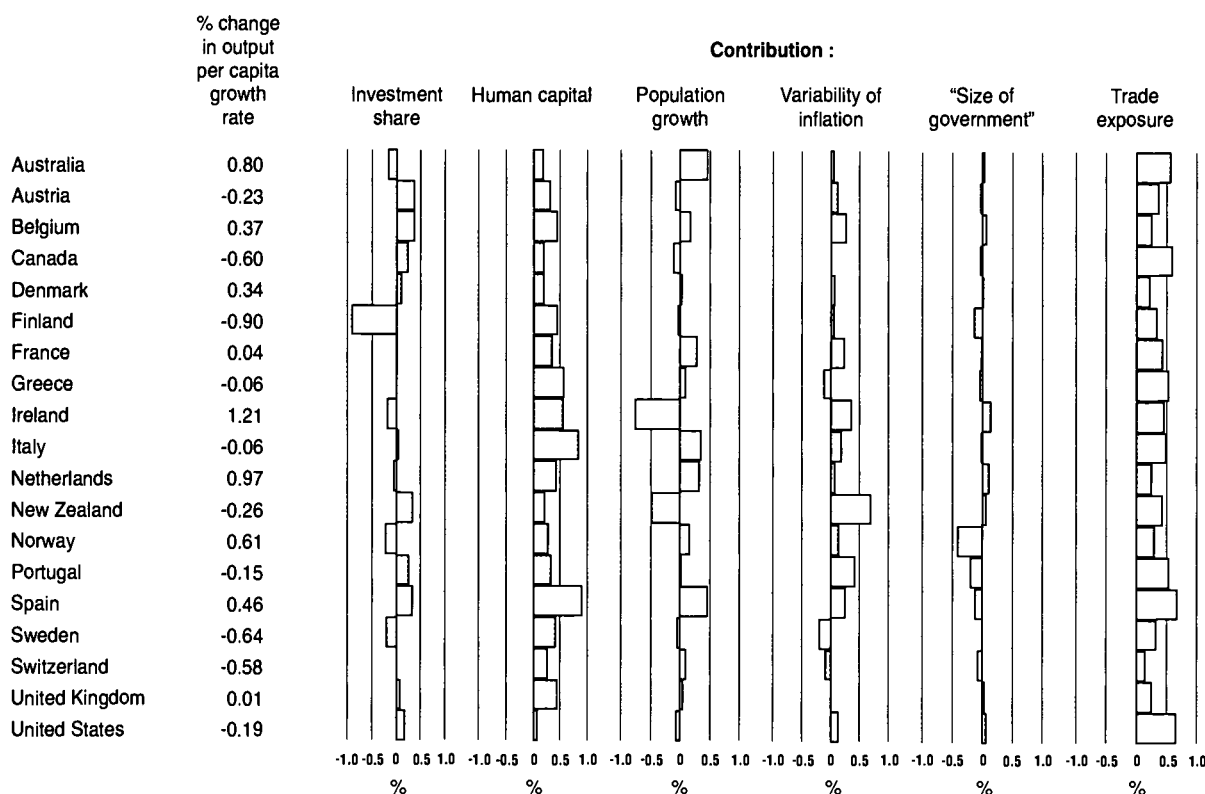 % change
in output
per capita
growth
rate
Contribution :
Investment
share
Human capital
Population
growth
Variability of
inflation
“Size of
government”
Trade
exposure
Australia 0.80
Austria -0.23
Belgium 0.37
Canada -0.60
Denmark 0.34
Finland -0.90
France 0.04
Greece -0.06
Ireland 1.21
Italy -0.06
Netherlands 0.97
New Zealand -0.26
Norway 0.61
Portugal -0.15
Spain 0.46
Sweden -0.64
Switzerland -0.58
United Kingdom 0.01
United States -0.19
-1.0 -0.5 0 0.5 1.0 -1.0 -0.5 0 0.5 1.0 -1.0 -0.5 0 0.5 1.0 -1.0 -0.5 0 0.5 1.0 -1.0 -0.5 0 0.5 1.0 -1.0 -0.5 0 0.5 1.0
% % % % % %